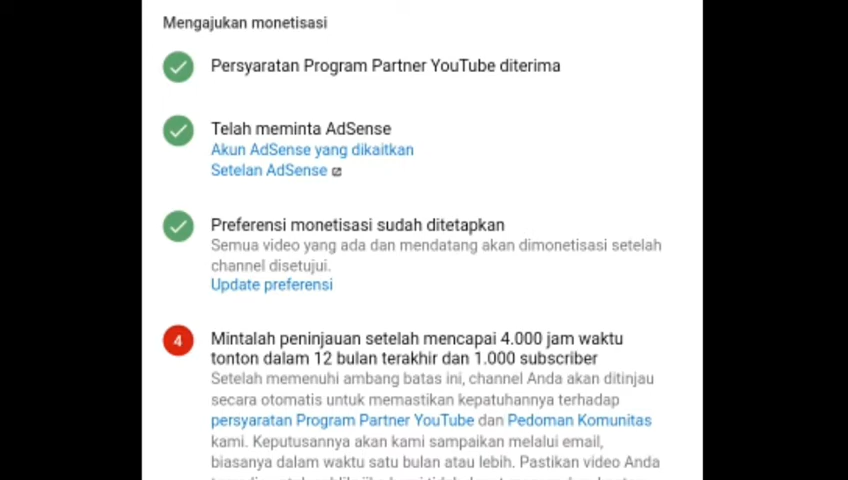 Mengajukan monetisasi
Persyaratan Program Partner YouTube diterima
Telah meminta AdSense
Akun AdSense yang dikaitkan
Setelan AdSense
Preferensi monetisasi sudah ditetapkan
Semua video yang ada dan mendatang akan dimonetisasi setelah
channel disetujui.
Update preferensi
4
Mintalah peninjauan setelah mencapai 4.000 jam waktu
tonton dalam 12 bulan terakhir dan 1.000 subscriber
Setelah memenuhi ambang batas ini, channel Anda akan ditinjau
secara otomatis untuk memastikan kepatuhannya terhadap
persyaratan Program Partner YouTube dan Pedoman Komunitas
kami. Keputusannya akan kami sampaikan melalui email,
biasanya dalam waktu satu bulan atau lebih. Pastikan video Anda